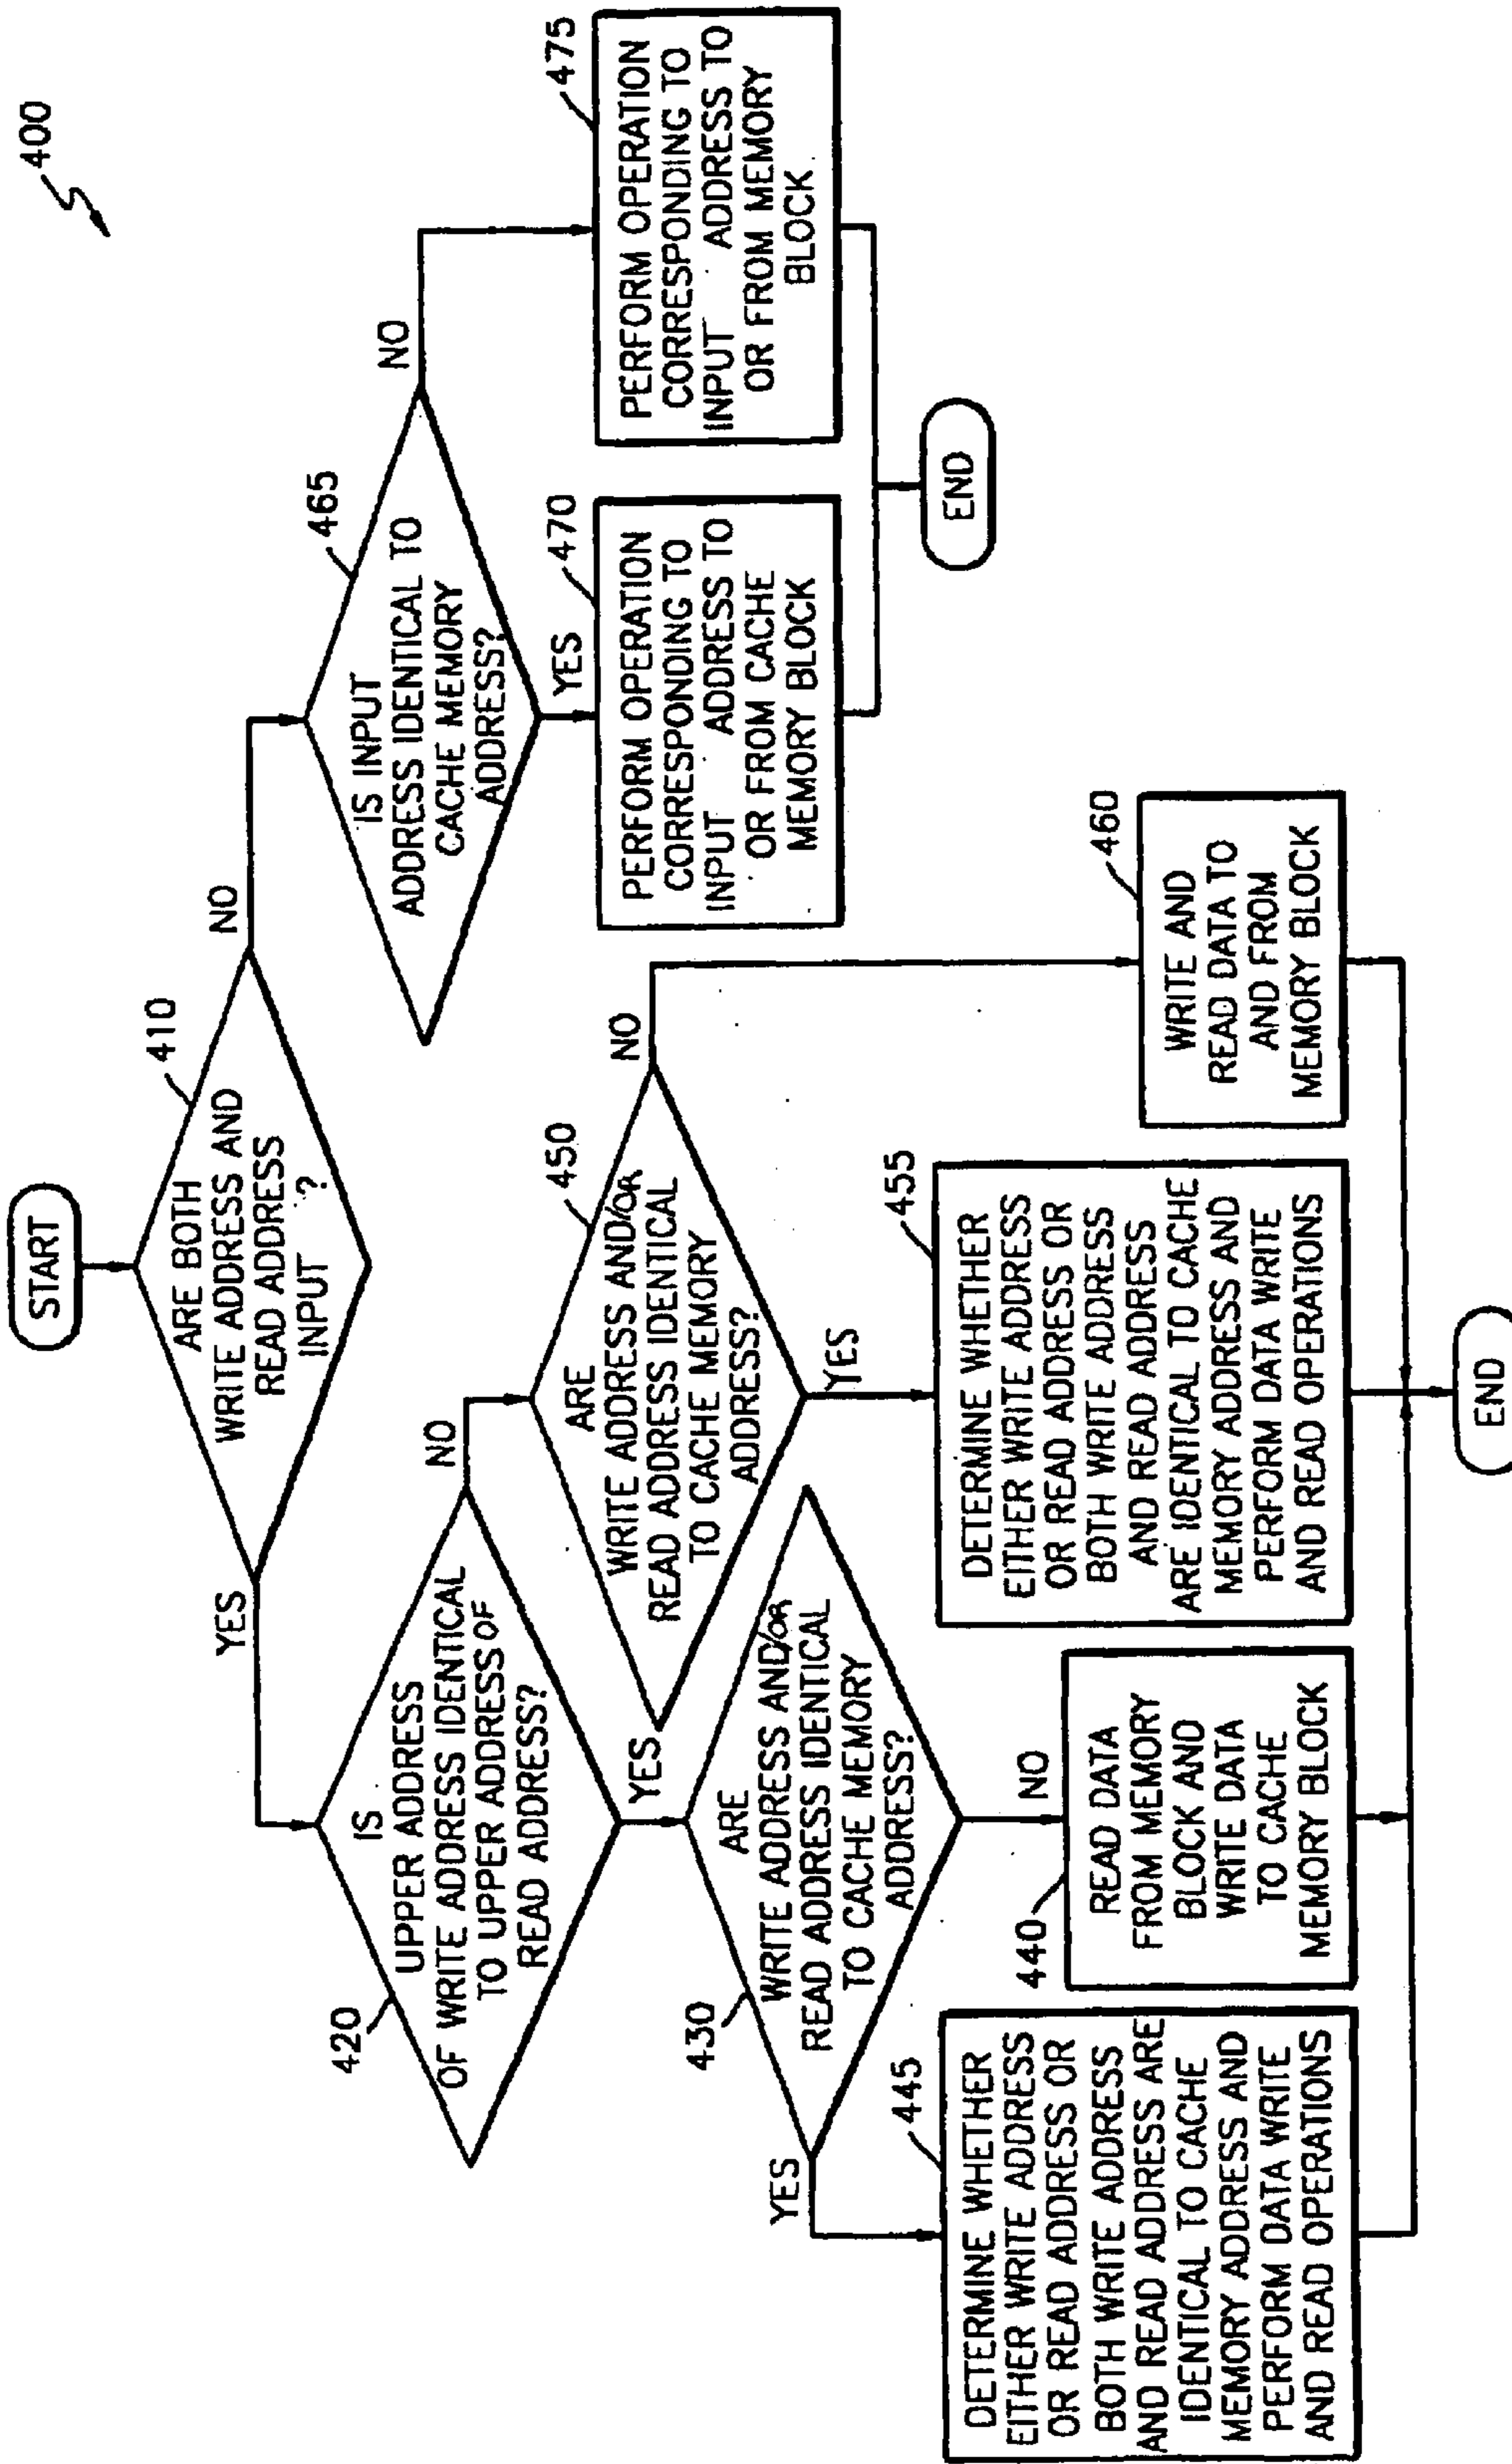 400
START
ARE BOTH
WRITE ADDRESS AND
READ ADDRESS
INPUT ?
410
YES
NO
IS
UPPER ADDRESS
OF WRITE ADDRESS IDENTICAL
TO UPPER ADDRESS OF
READ ADDRESS?
420
NO
YES
ARE
WRITE ADDRESS AND/OR
READ ADDRESS IDENTICAL
TO CACHE MEMORY
ADDRESS?
430
YES
NO
445
DETERMINE WHETHER
EITHER WRITE ADDRESS
OR READ ADDRESS OR
BOTH WRITE ADDRESS
AND READ ADDRESS ARE
IDENTICAL TO CACHE
MEMORY ADDRESS AND
PERFORM DATA WRITE
AND READ OPERATIONS
440
READ DATA
FROM MEMORY
BLOCK AND
WRITE DATA
TO CACHE
MEMORY BLOCK
ARE
WRITE ADDRESS AND/OR
READ ADDRESS IDENTICAL
TO CACHE MEMORY
ADDRESS?
450
NO
YES
455
DETERMINE WHETHER
EITHER WRITE ADDRESS
OR READ ADDRESS OR
BOTH WRITE ADDRESS
AND READ ADDRESS
ARE IDENTICAL TO CACHE
MEMORY ADDRESS AND
PERFORM DATA WRITE
AND READ OPERATIONS
460
WRITE AND
READ DATA TO
AND FROM
MEMORY BLOCK
END
IS INPUT
ADDRESS IDENTICAL TO
CACHE MEMORY
ADDRESS?
465
NO
YES
470
PERFORM OPERATION
CORRESPONDING TO
INPUT ADDRESS TO
OR FROM CACHE
MEMORY BLOCK
475
PERFORM OPERATION
CORRESPONDING TO
INPUT ADDRESS TO
OR FROM MEMORY
BLOCK
END